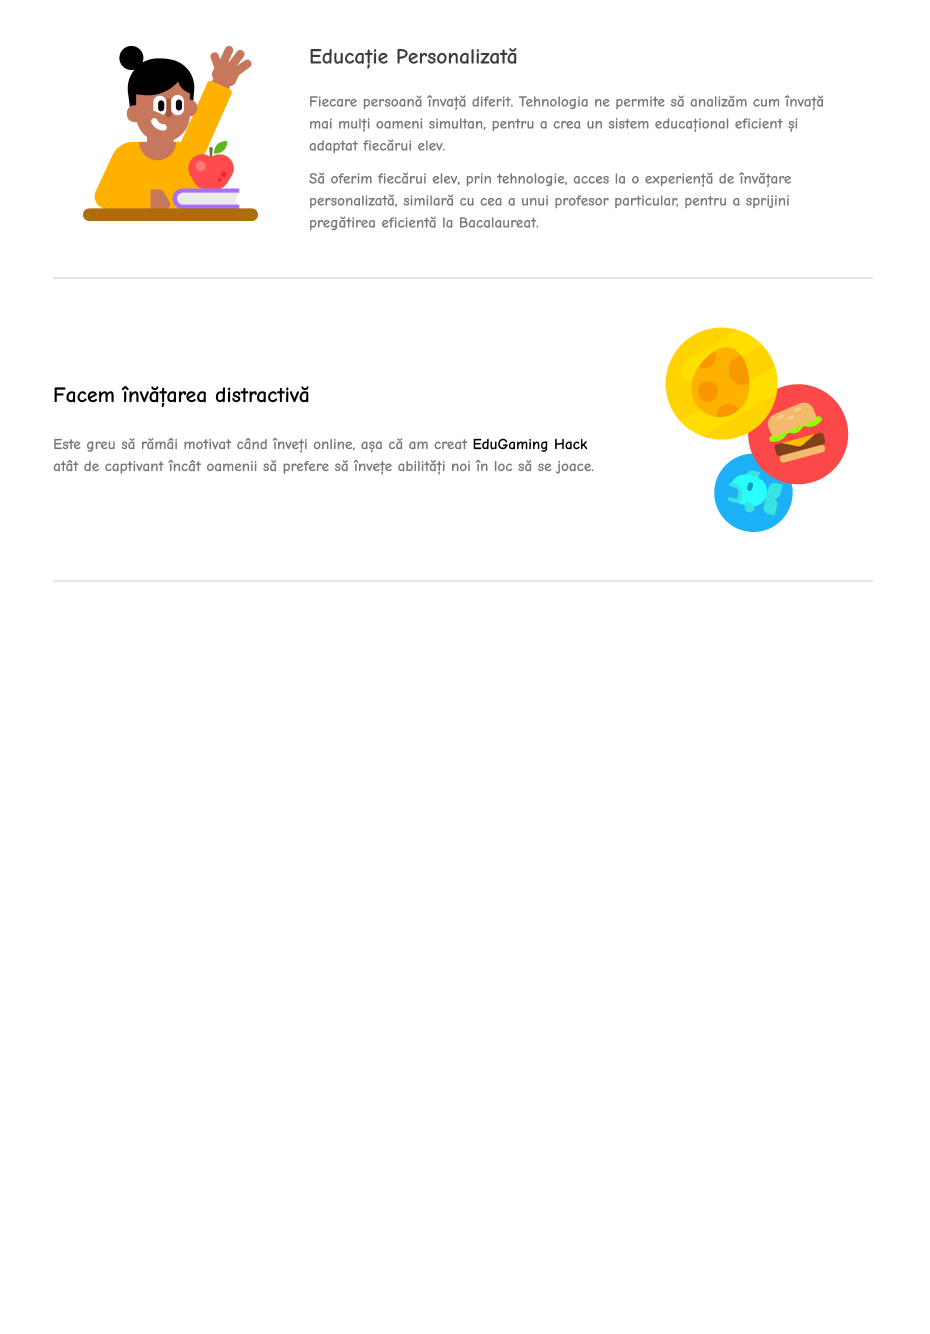 Educație Personalizată
Fiecare persoană învață diferit. Tehnologia ne permite să analizăm cum învață
mai mulți oameni simultan, pentru a crea un sistem educațional eficient și
adaptat fiecărui elev.
Să oferim fiecărui elev, prin tehnologie, acces la o experiență de învățare
personalizată, similară cu cea a unui profesor particular, pentru a sprijini
pregătirea eficientă la Bacalaureat.
Facem învățarea distractivă
Este greu să rămâi motivat când înveți online, așa că am creat EduGaming Hack
atât de captivant încât oamenii să prefere să învețe abilități noi în loc să se joace.